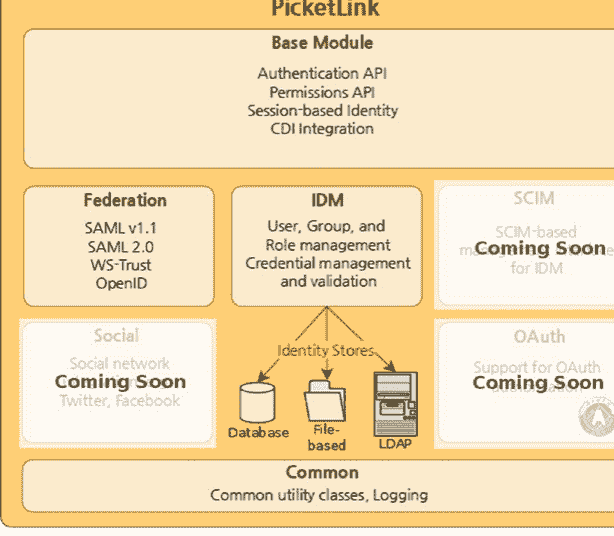 PicketLink
Base Module
Authentication API
Permissions API
Session-based Identity
CDI Integration
Federation
SAML v1.1
SAML 2.0
WS-Trust
OpenID
IDM
User, Group, and
Role management
Credential management
and validation
SCIM
SCIM-based
Coming Soon
for IDM
Identity Stores
Social
Social network
Coming Soon
Twitter, Facebook
Database
File-
based
LDAP
OAuth
Support for OAuth
Coming Soon
Common
Common utility classes, Logging